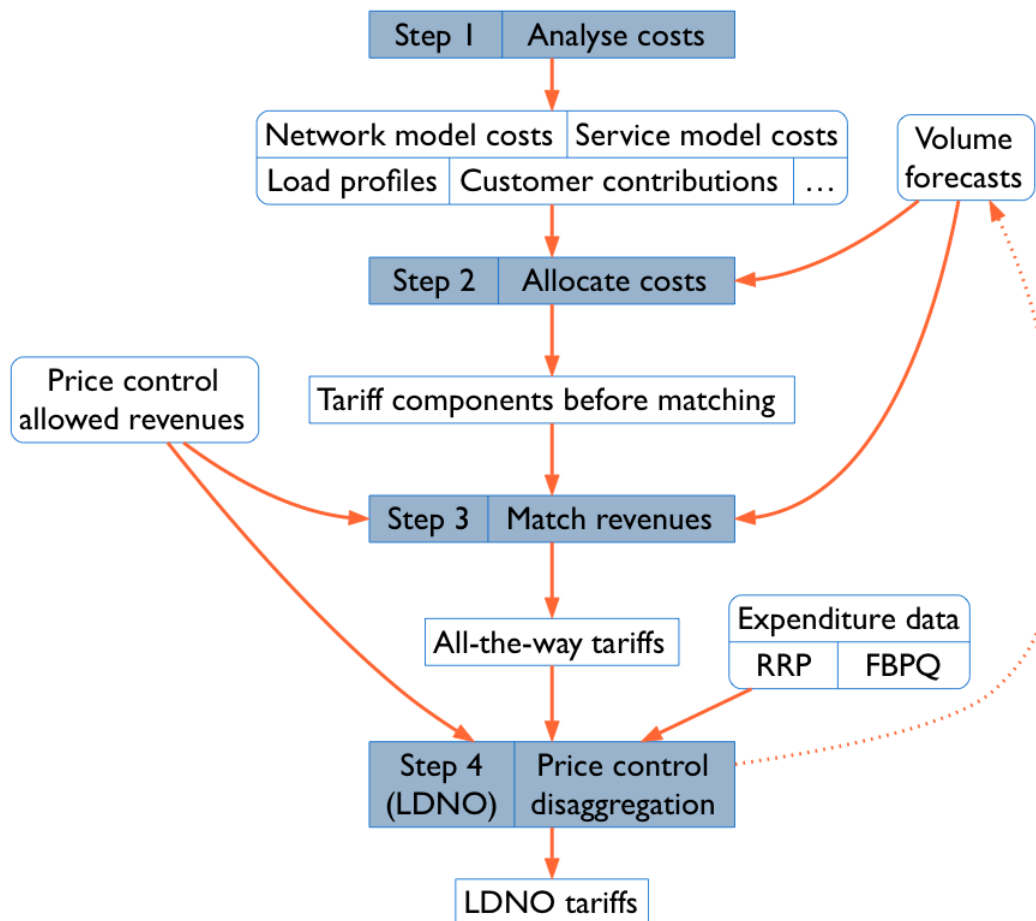 Step 1 Analyse costs
Network model costs Service model costs
Load profiles Customer contributions …
Volume
forecasts
Step 2 Allocate costs
Price control
allowed revenues
Tariff components before matching
Step 3 Match revenues
All-the-way tariffs
Expenditure data
RRP FBPQ
Step 4
(LDNO)
Price control
disaggregation
LDNO tariffs